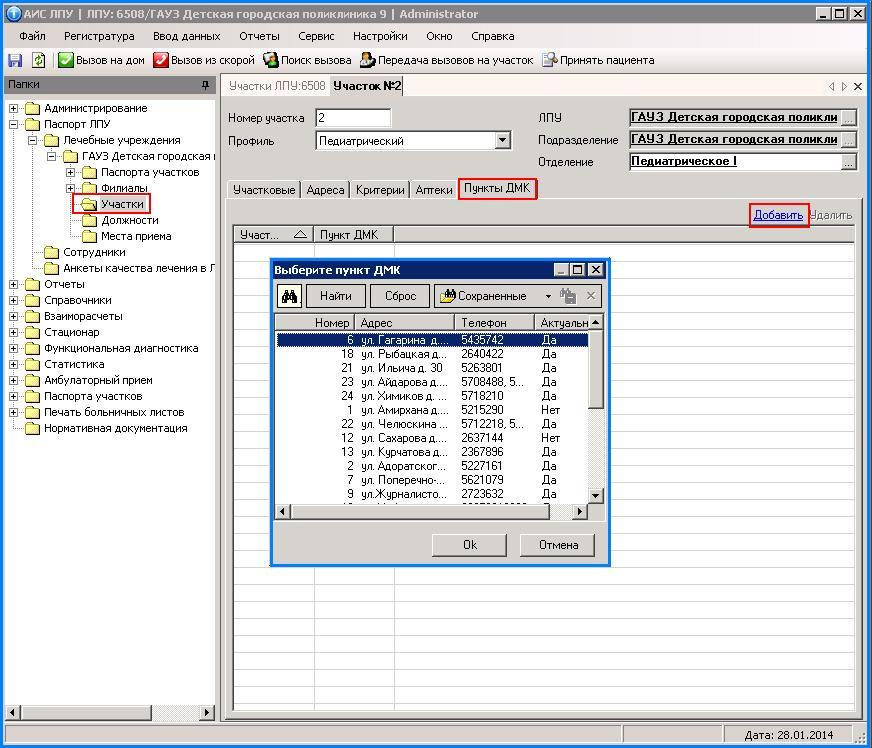 АИС ЛПУ | ЛПУ: 6508/ГАУЗ Детская городская поликлиника 9 | Administrator
Файл Регистратура Ввод данных Отчеты Сервис Настройки Окно Справка
Вызов на дом Вызов из скорой Поиск вызова Передача вызовов на участок Принять пациента
Папки
Администрирование
Паспорт ЛПУ
Лечебные учреждения
ГАУЗ Детская городская
Паспорта участков
Филиалы
Участки
Должности
Места приема
Сотрудники
Анкеты качества лечения в Л
Отчеты
Справочники
Взаиморасчеты
Стационар
Функциональная диагностика
Статистика
Амбулаторный прием
Паспорта участков
Печать больничных листов
Нормативная документация
Участки ЛПУ:6508 Участок №2
Номер участка 2
Профиль Педиатрический
ЛПУ ГАУЗ Детская городская поликли ...
Подразделение ГАУЗ Детская городская поликли ...
Отделение Педиатрическое I ...
Участковые Адреса Критерии Аптеки Пункты ДМК
Добавить Удалить
Участ... Пункт ДМК
Выберите пункт ДМК
Найти Сброс Сохраненные
Номер Адрес Телефон Актуальн
6 ул. Гагарина д.... 5435742 Да
18 ул. Рыбацкая д... 2640422 Да
21 ул. Ильича д. 30 5263801 Да
23 ул. Айдарова д... 5708488, 5... Да
24 ул. Химиков д. ... 5718210 Да
1 ул. Амирхана д... 5215290 Нет
22 ул. Челюскина ... 5712218, 5... Да
12 ул. Сахарова д... 2637144 Нет
13 ул. Курчатова д... 2367896 Да
2 ул. Адоратског... 5227161 Да
7 ул. Поперечно-... 5621079 Да
9 ул.Журналисто... 2723632 Да
Ok Отмена
Дата: 28.01.2014